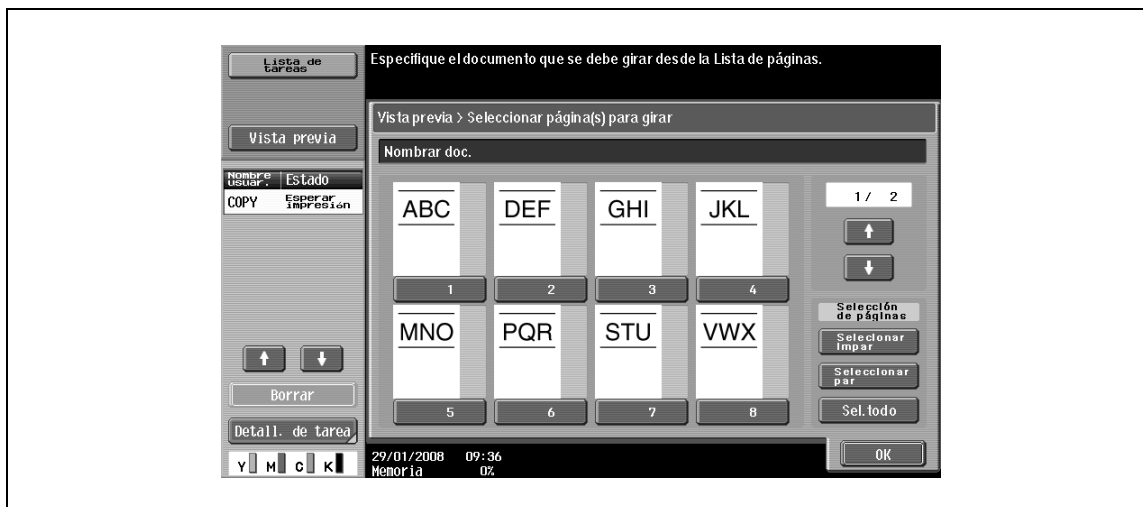 Lista de
tareas
Especifique el documento que se debe girar desde la Lista de páginas.
Vista previa > Seleccionar página(s) para girar
Vista previa
Nombrar doc.
Nombre
usuar.
Estado
COPY
Esperar
impresión
ABC
DEF
GHI
JKL
1/ 2
1
2
3
4
Selección
de páginas
MNO
PQR
STU
VWX
Selecionar
impar
Seleccionar
par
Borrar
5
6
7
8
Sel.todo
Detall. de tarea
OK
Y M C K
29/01/2008 09:36
Memoria 0%